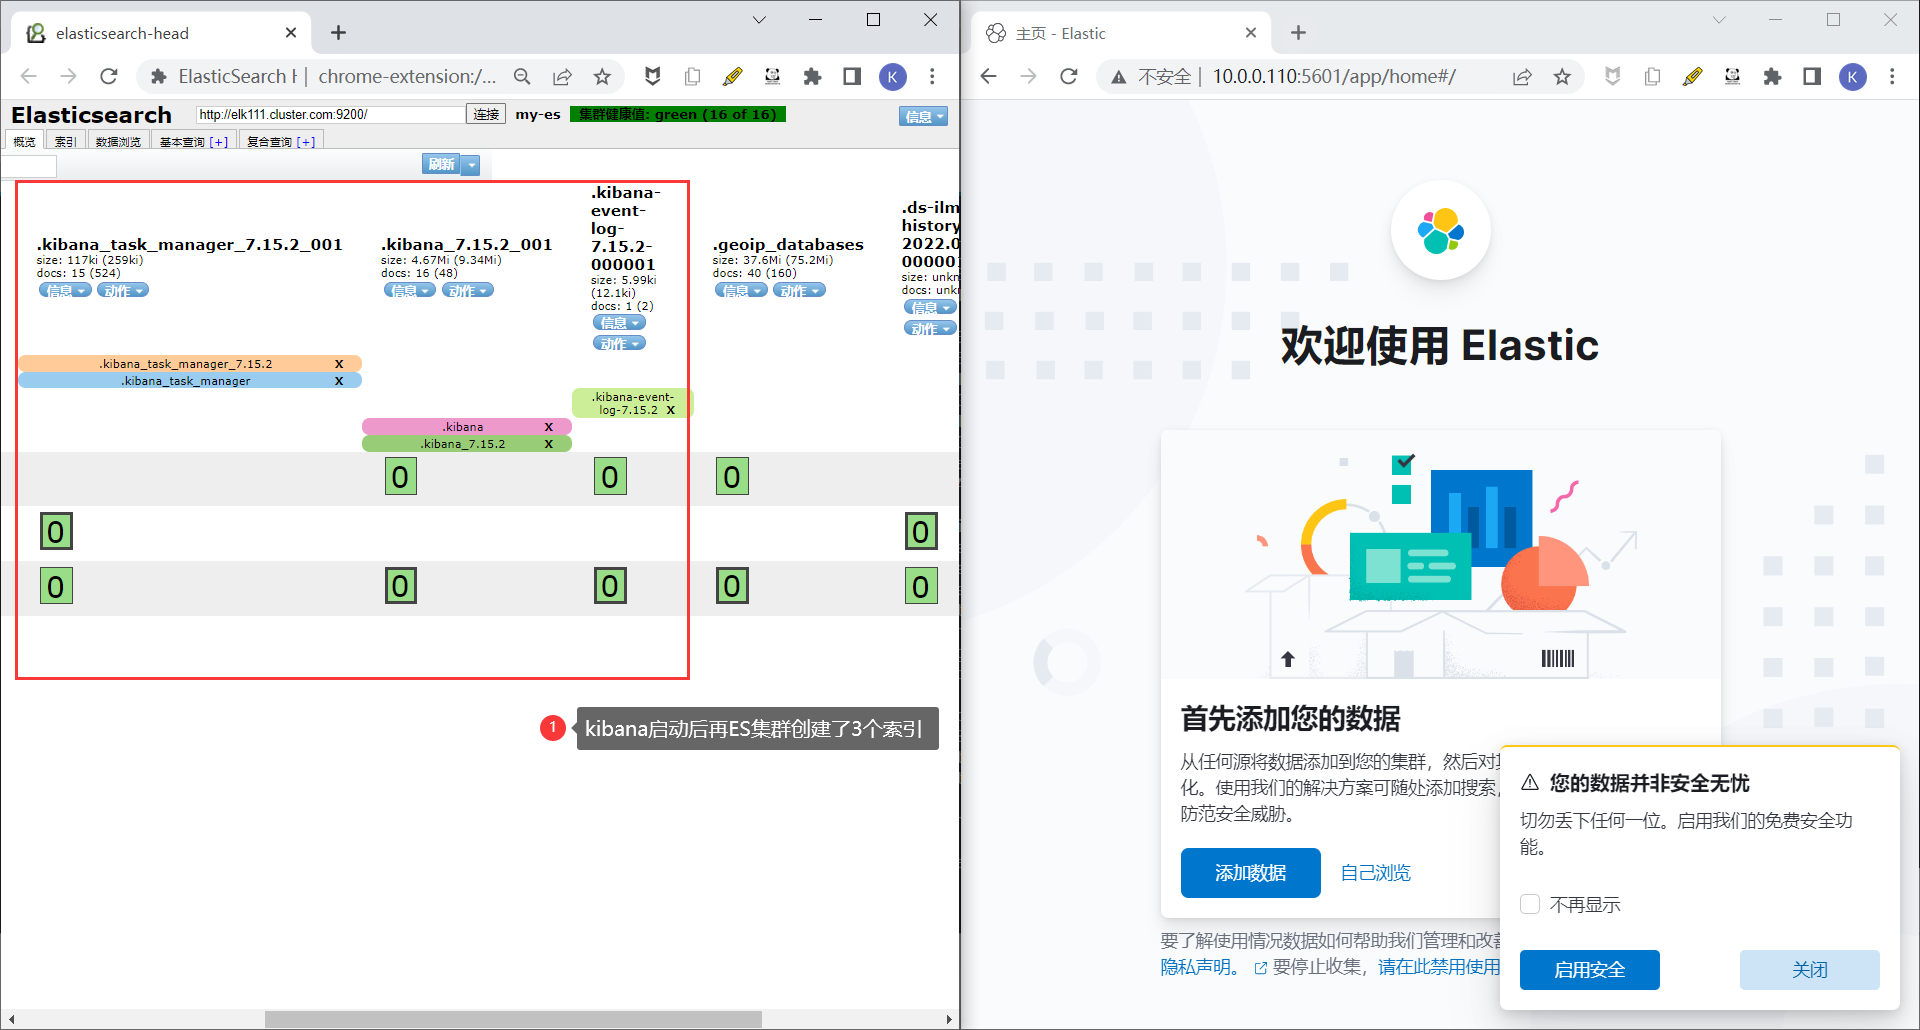 elasticsearch-head
ElasticSearch H | chrome-extension:/...
K
Elasticsearch
http://elk111.cluster.com:9200/
连接
my-es
集群健康值: green (16 of 16)
信息
概览
索引
数据浏览
基本查询 [+]
复合查询 [+]
刷新
.kibana_task_manager_7.15.2_001
size: 117ki (259ki)
docs: 15 (524)
信息
动作
.kibana_7.15.2_001
size: 4.67Mi (9.34Mi)
docs: 16 (48)
信息
动作
.kibana-
event-
log-
7.15.2-
000001
size: 5.99ki
(12.1ki)
docs: 1 (2)
信息
动作
.geoip_databases
size: 37.6Mi (75.2Mi)
docs: 40 (160)
信息
动作
.ds-ilm
history
2022.0
000001
size: unkn
docs: unk
信息
动作
.kibana_task_manager_7.15.2 X
.kibana_task_manager X
.kibana-event-
log-7.15.2 X
.kibana X
.kibana_7.15.2 X
0 0 0
0 0
0 0 0 0 0
1
kibana启动后再ES集群创建了3个索引
主页 - Elastic
不安全 | 10.0.0.110:5601/app/home#/
K
欢迎使用 Elastic
首先添加您的数据
从任何源将数据添加到您的集群，然后对其
化。使用我们的解决方案可随处添加搜索，
防范安全威胁。
添加数据
自己浏览
要了解使用情况数据如何帮助我们管理和改善
隐私声明。 要停止收集，请在此禁用使用
您的数据并非安全无忧
切勿丢下任何一位。启用我们的免费安全功
能。
不再显示
启用安全
关闭